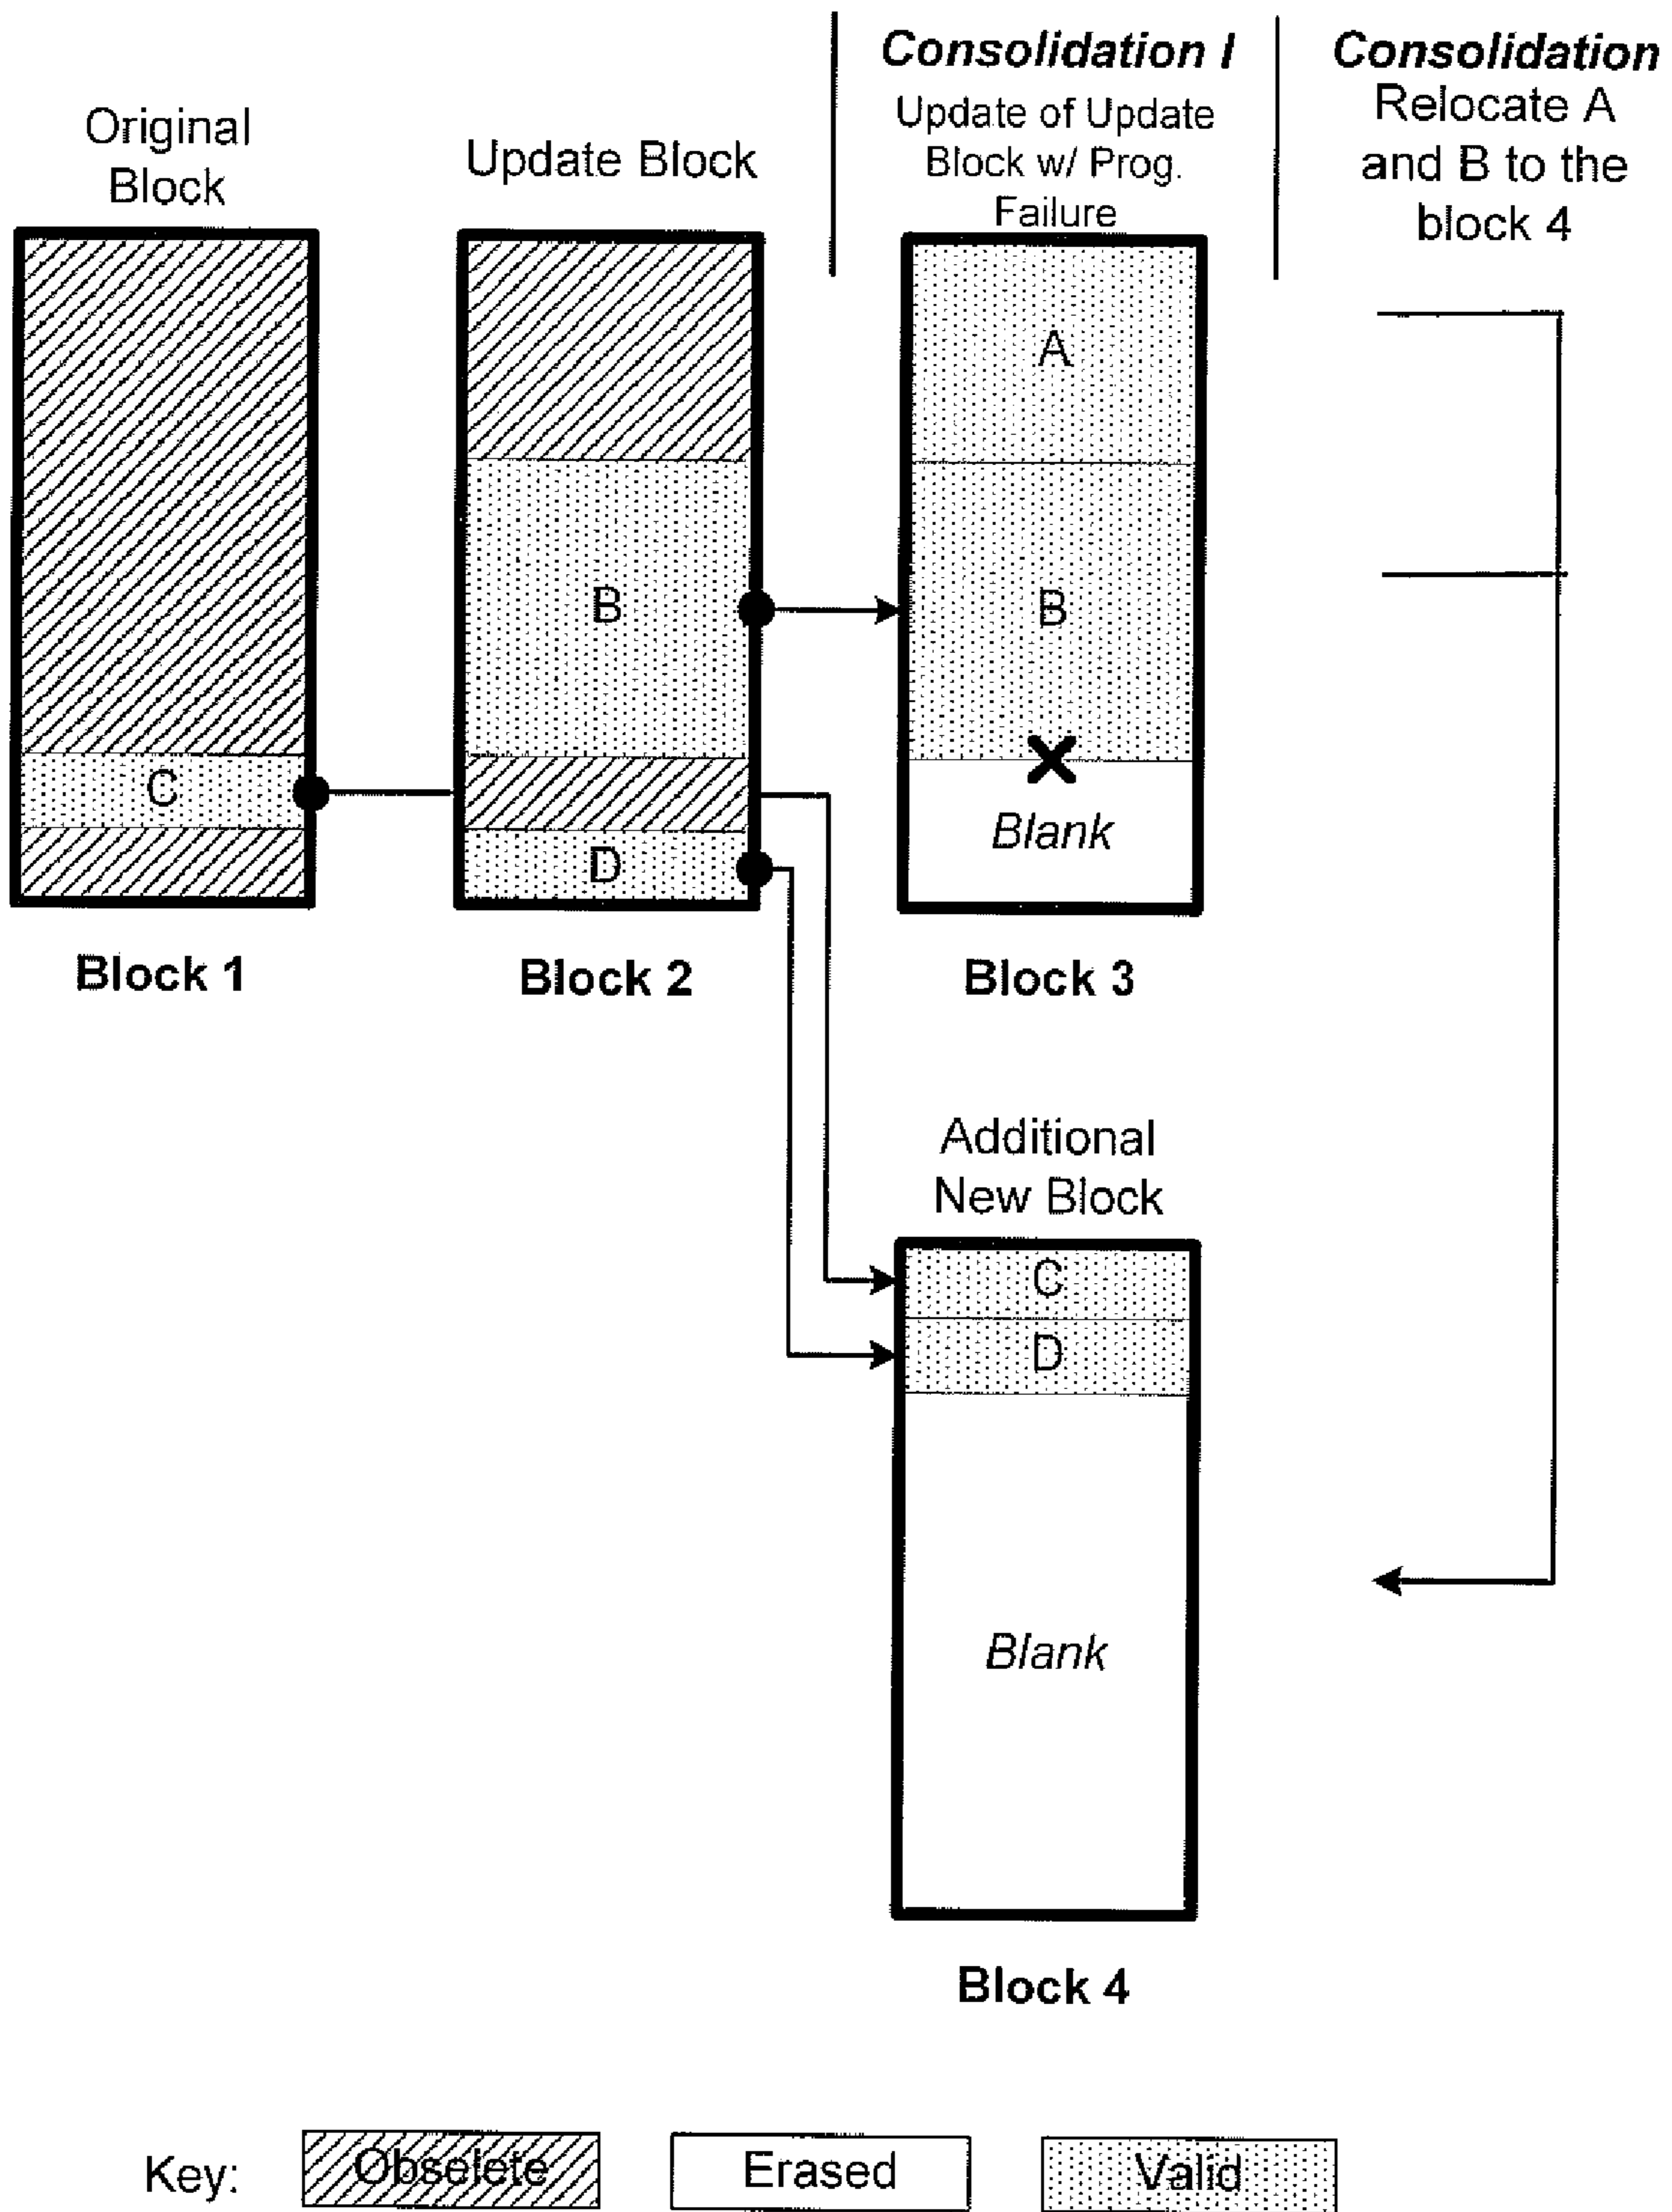 Original
Block
Update Block
Consolidation I
Update of Update
Block w/ Prog.
Failure
Consolidation
Relocate A
and B to the
block 4
C
B
D
A
B
Blank
Block 1
Block 2
Block 3
Additional
New Block
C
D
Blank
Block 4
Key:
Obselete
Erased
Valid